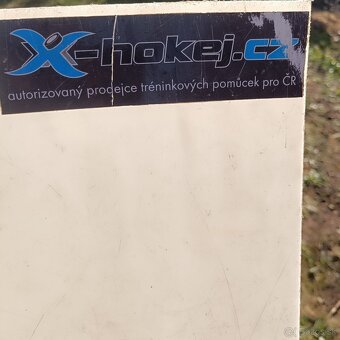 X-hokej.cz
autorizovaný prodejce tréninkových pomůcek pro ČR